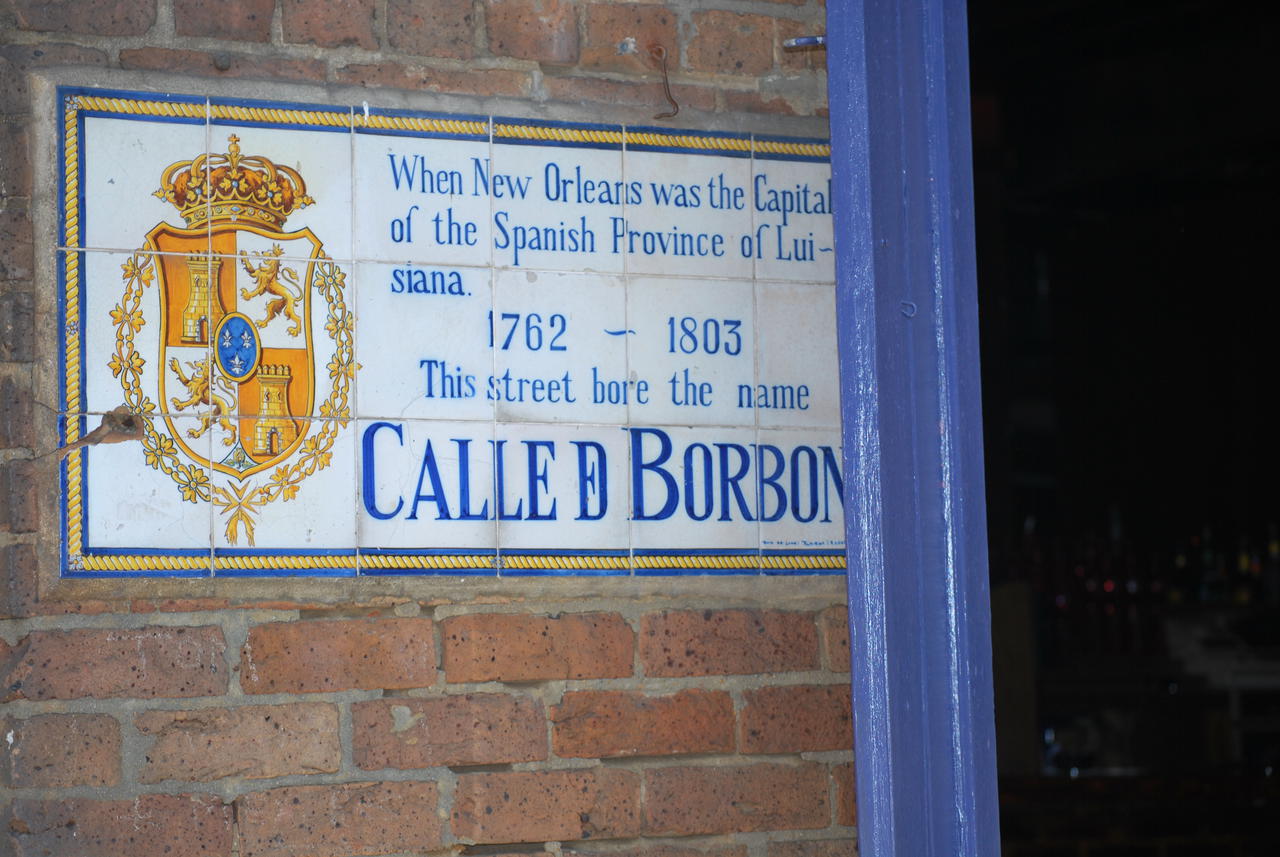 When New Orleans was the Capital
of the Spanish Province of Lui~
siana.
1762 ~ 1803
This street bore the name
CALLE D BORBON